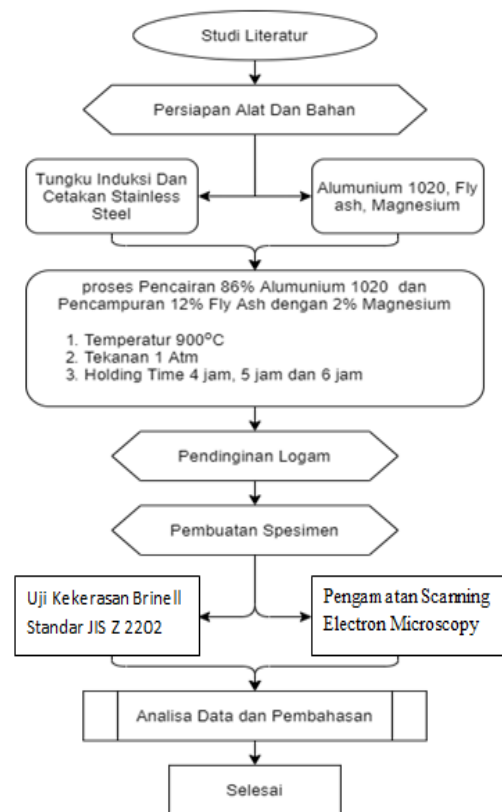 Studi Literatur
Persiapan Alat Dan Bahan
Tungku Induksi Dan
Cetakan Stainless
Steel
Alumunium 1020, Fly
ash, Magnesium
proses Pencairan 86% Alumunium 1020 dan
Pencampuran 12% Fly Ash dengan 2% Magnesium
1. Temperatur 900°C
2. Tekanan 1 Atm
3. Holding Time 4 jam, 5 jam dan 6 jam
Pendinginan Logam
Pembuatan Spesimen
Uji Kekerasan Brinell
Standar JIS Z 2202
Pengamatan Scanning
Electron Microscopy
Analisa Data dan Pembahasan
Selesai